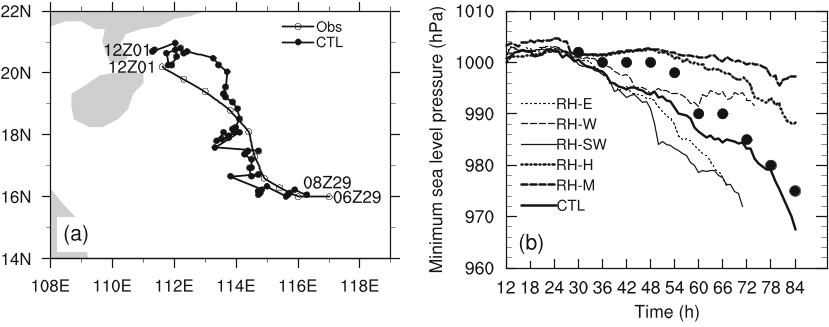 22N
20N
18N
16N
14N
108E 110E 112E 114E 116E 118E
Obs
CTL
12Z01
12Z01
08Z29
06Z29
(a)
Minimum sea level pressure (hPa)
1010
1000
990
980
970
960
12 18 24 30 36 42 48 54 60 66 72 78 84
Time (h)
RH-E
RH-W
RH-SW
RH-H
RH-M
CTL
(b)